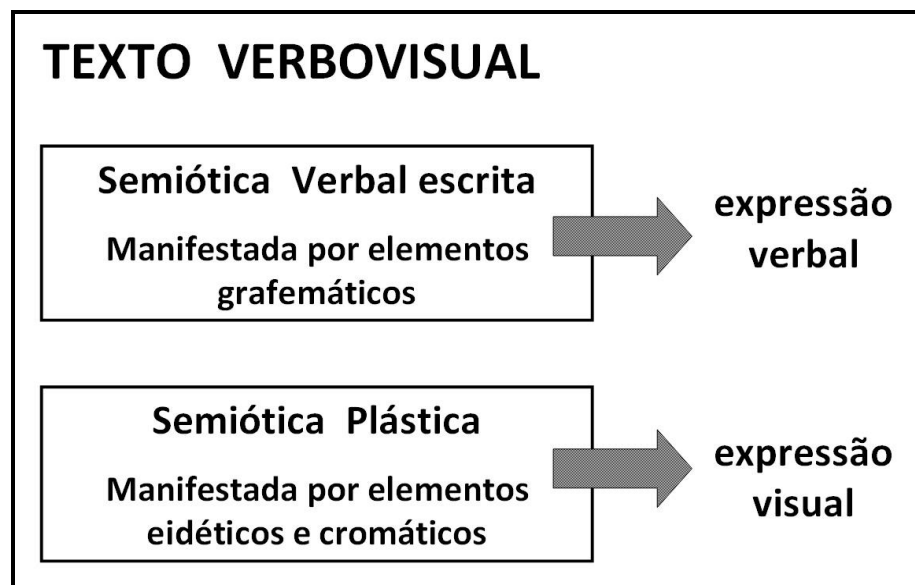 TEXTO VERBOVISUAL
Semiótica Verbal escrita
Manifestada por elementos
grafemáticos
expressão
verbal
Semiótica Plástica
Manifestada por elementos
eidéticos e cromáticos
expressão
visual